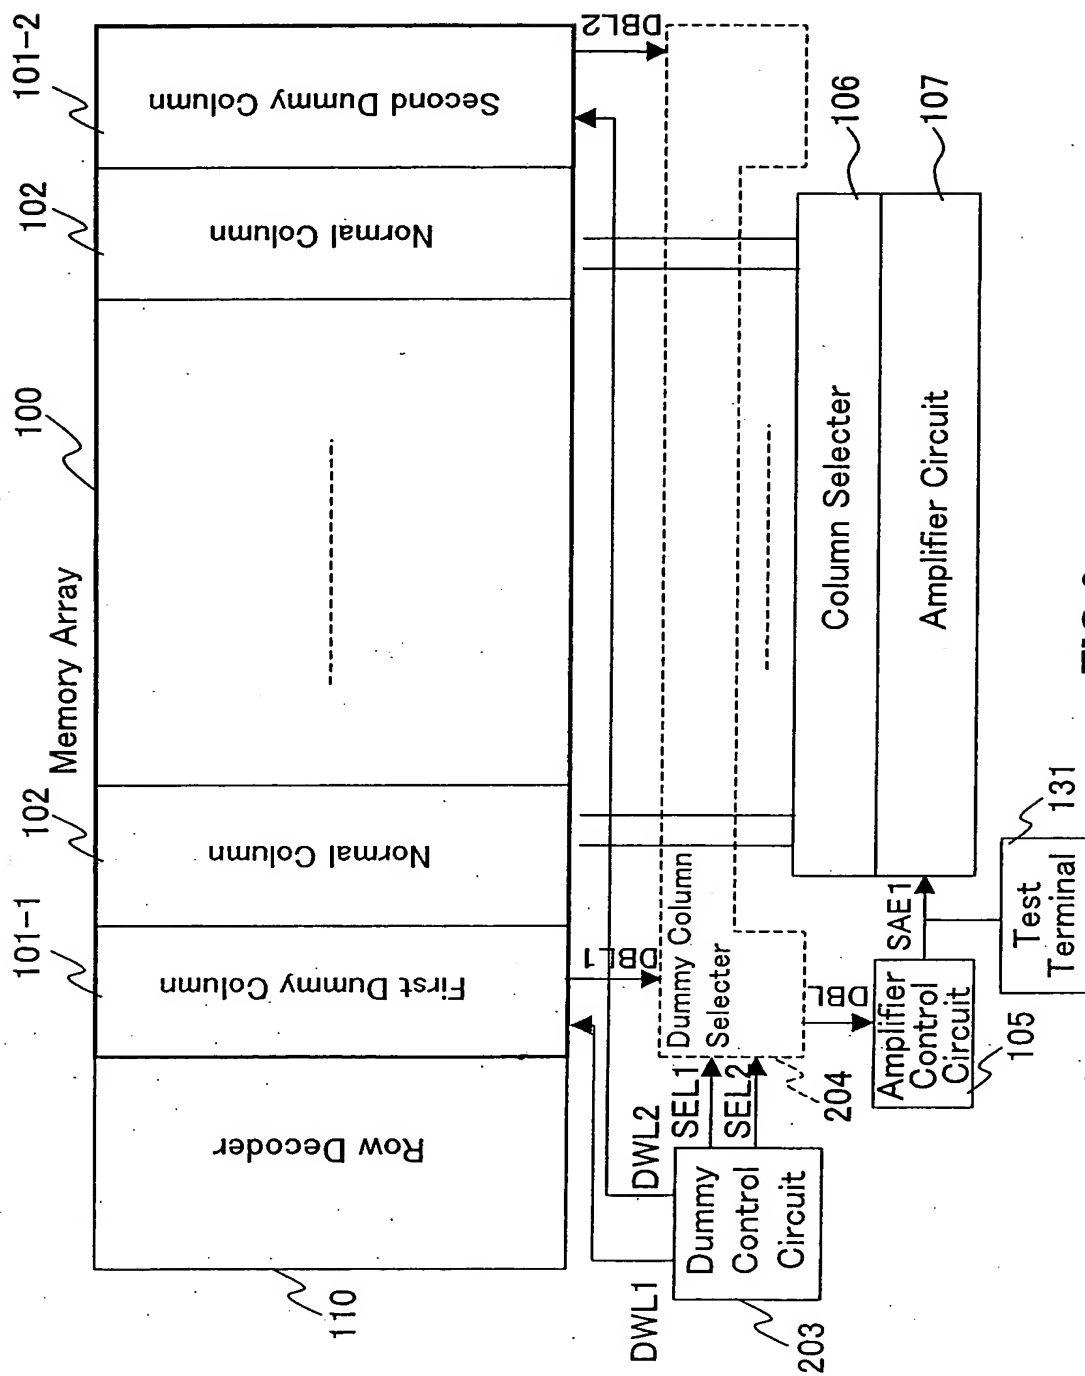 Memory Array
100
101-1
102
102
101-2
Row Decoder
First Dummy Column
Normal Column
Normal Column
Second Dummy Column
110
DWL1
DWL2
DBL1
DBL2
Dummy Column
Selecter
SEL1
SEL2
204
Dummy
Control
Circuit
203
DBL
Amplifier
Control
Circuit
105
SAE1
Column Selecter
106
Amplifier Circuit
107
Test
Terminal
131